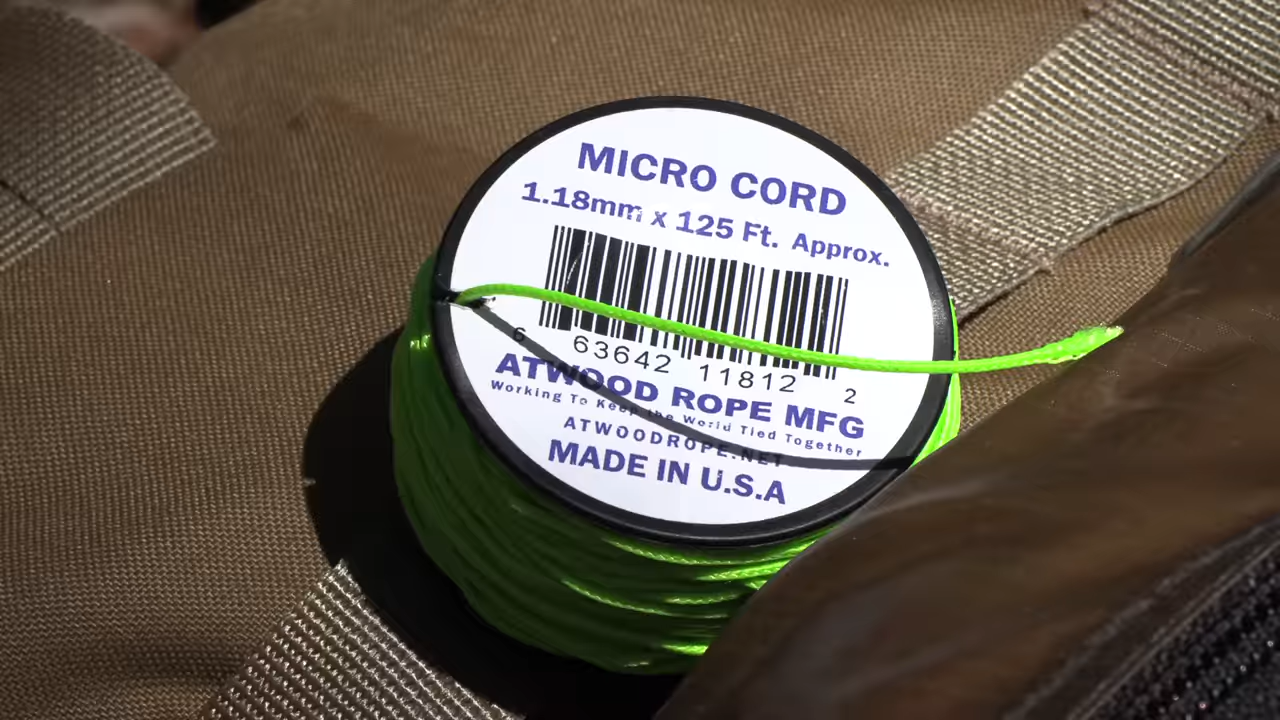 MICRO CORD
1.18mm x 125 Ft. Approx.
6 63642 11812 2
ATWOOD ROPE MFG
Working To Keep the World Tied Together
ATWOODROPE.NET
MADE IN U.S.A